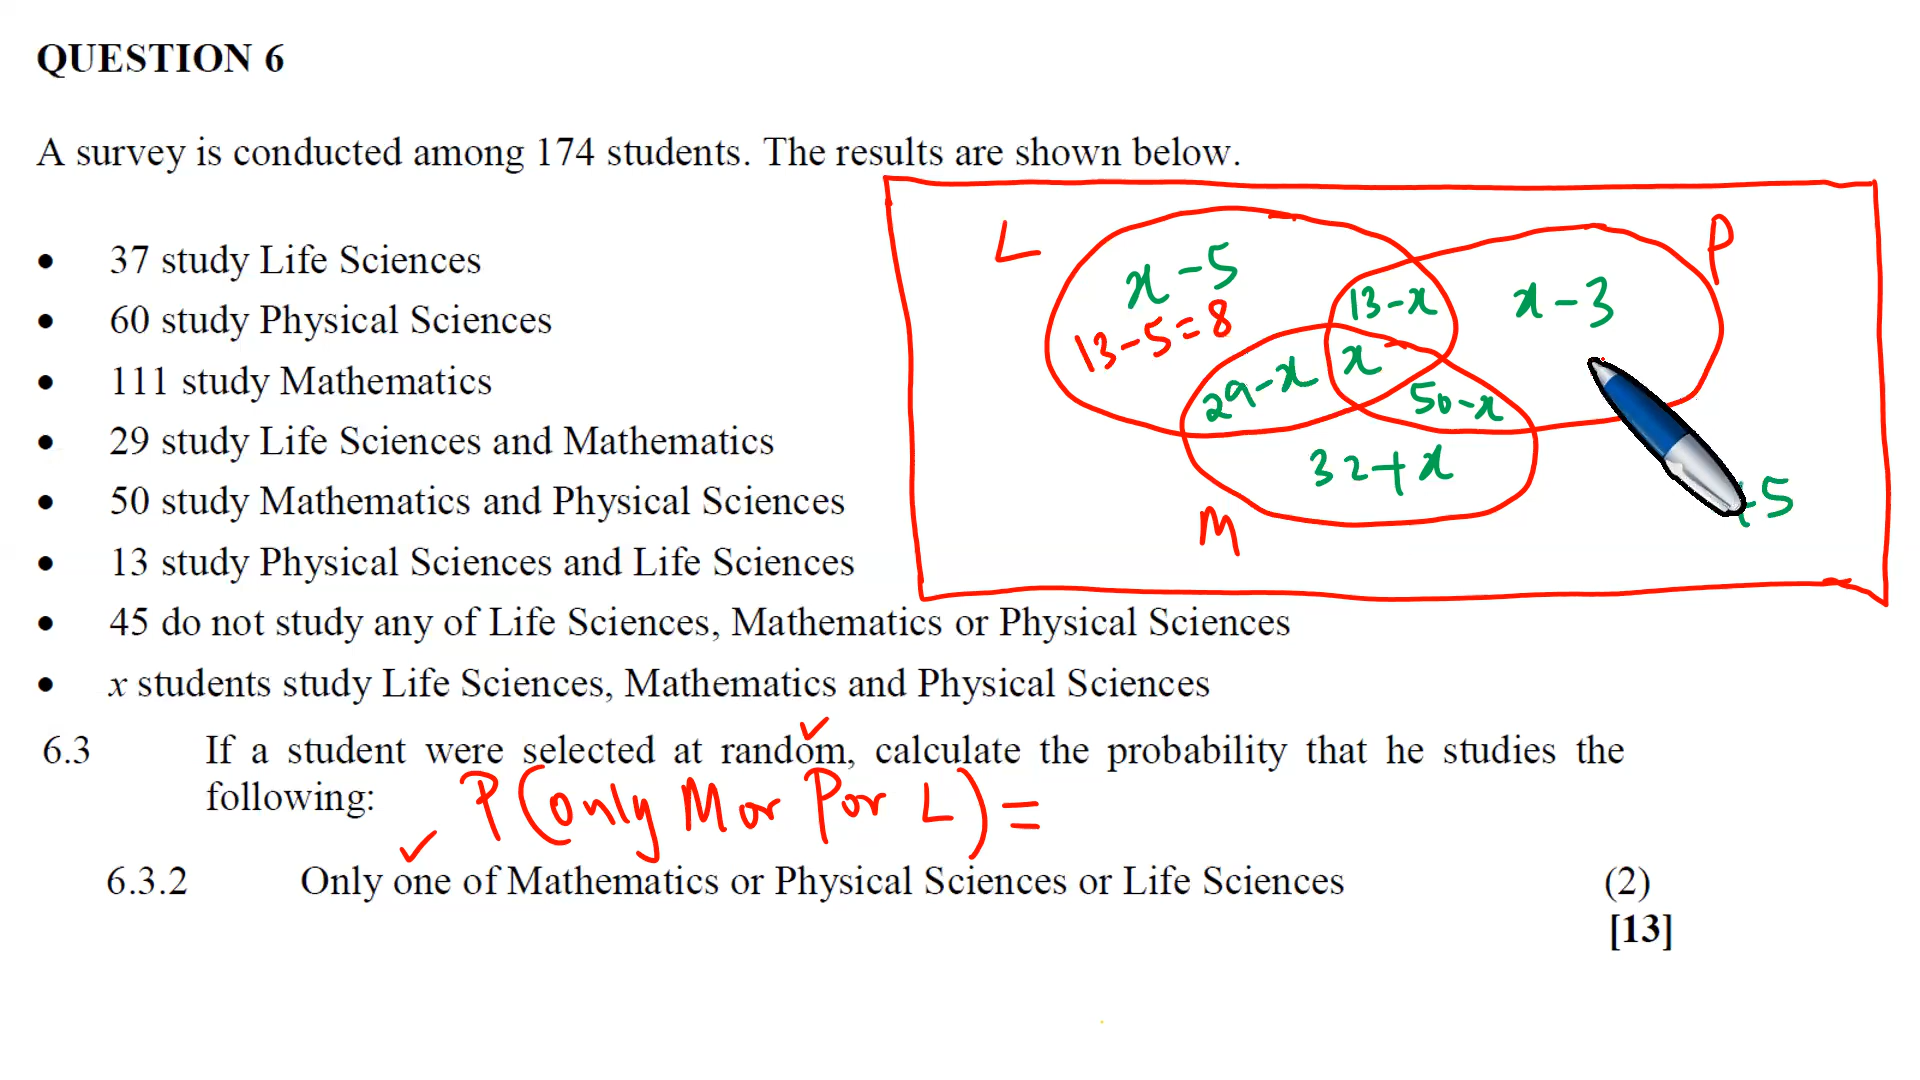 QUESTION 6
A survey is conducted among 174 students. The results are shown below.
• 37 study Life Sciences
• 60 study Physical Sciences
• 111 study Mathematics
• 29 study Life Sciences and Mathematics
• 50 study Mathematics and Physical Sciences
• 13 study Physical Sciences and Life Sciences
• 45 do not study any of Life Sciences, Mathematics or Physical Sciences
• x students study Life Sciences, Mathematics and Physical Sciences
L
P
x - 5
13 - 5 = 8
13 - x
x - 3
29 - x
x
50 - x
32 + x
M
5
6.3 If a student were selected at random, calculate the probability that he studies the
following:
P(only M or P or L) =
6.3.2 Only one of Mathematics or Physical Sciences or Life Sciences (2)
[13]